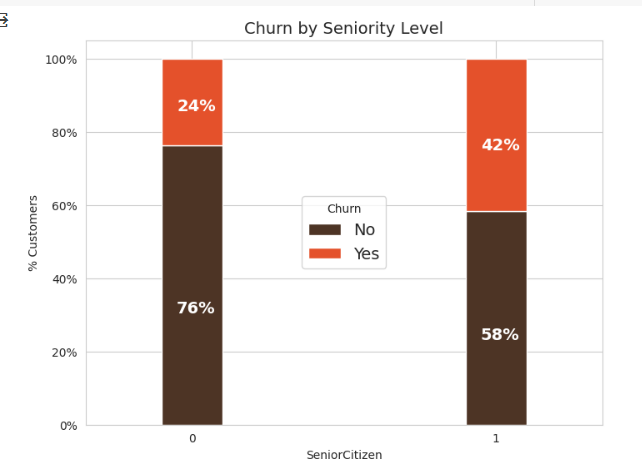 Churn by Seniority Level
100%
80%
60%
40%
20%
0%
% Customers
24%
76%
42%
58%
Churn
No
Yes
0
1
SeniorCitizen